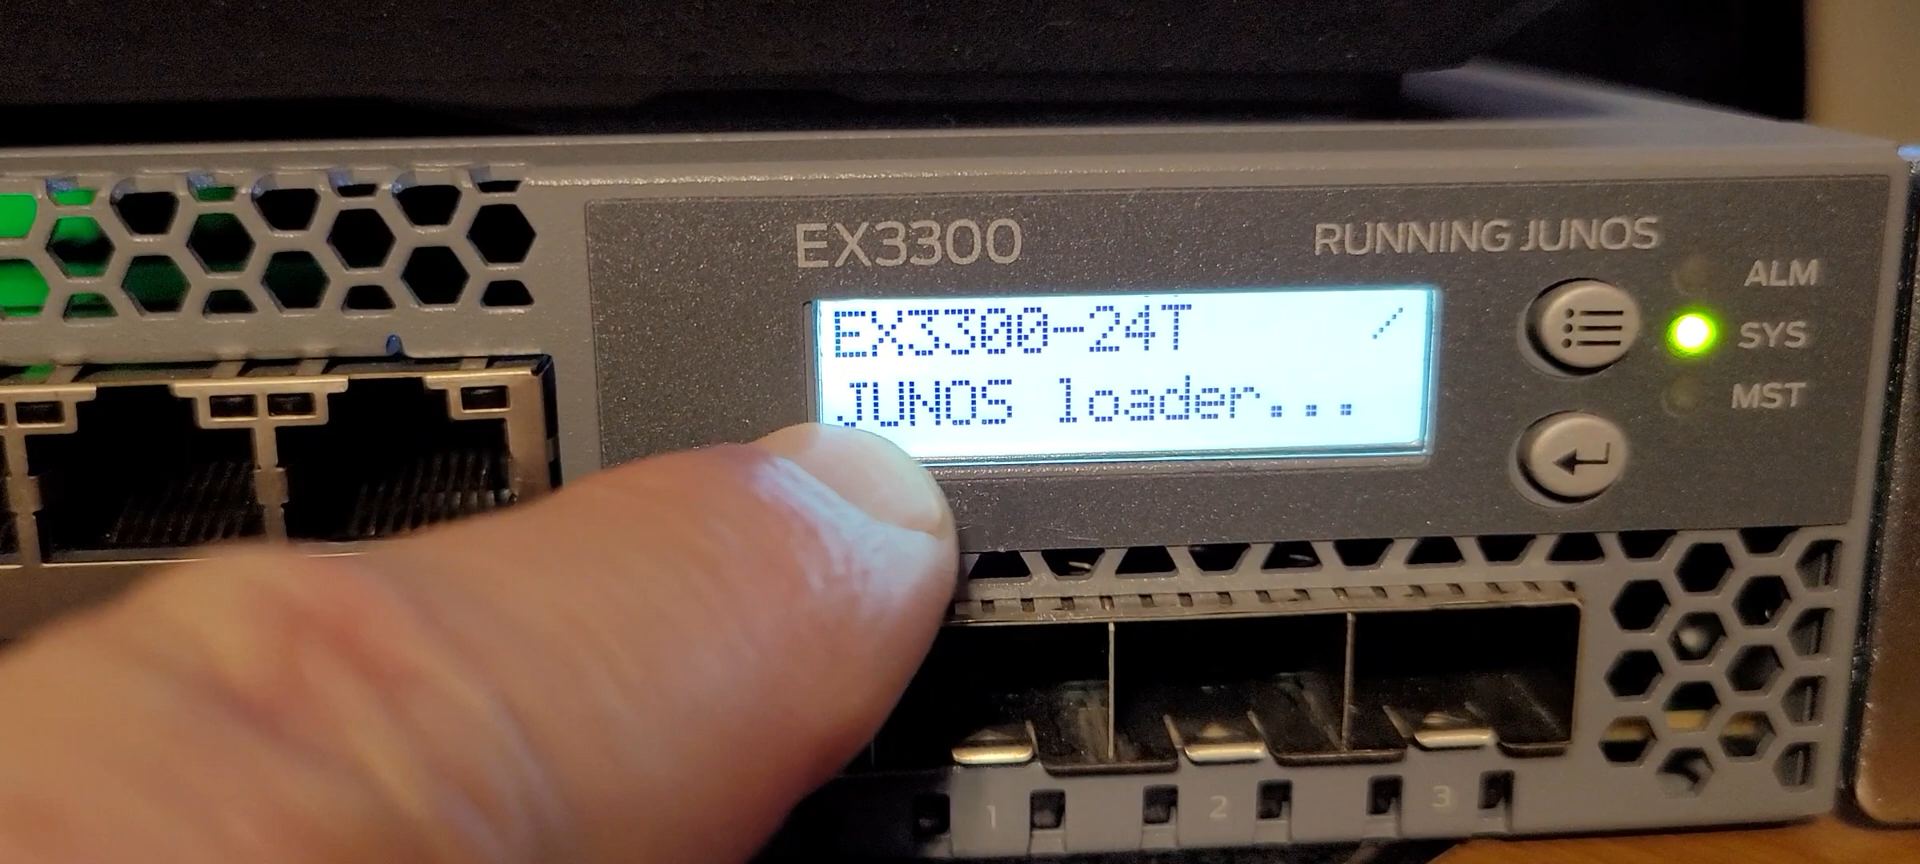 EX3300
RUNNING JUNOS
EX3300-24T /
JUNOS loader...
ALM
SYS
MST
1
2
3